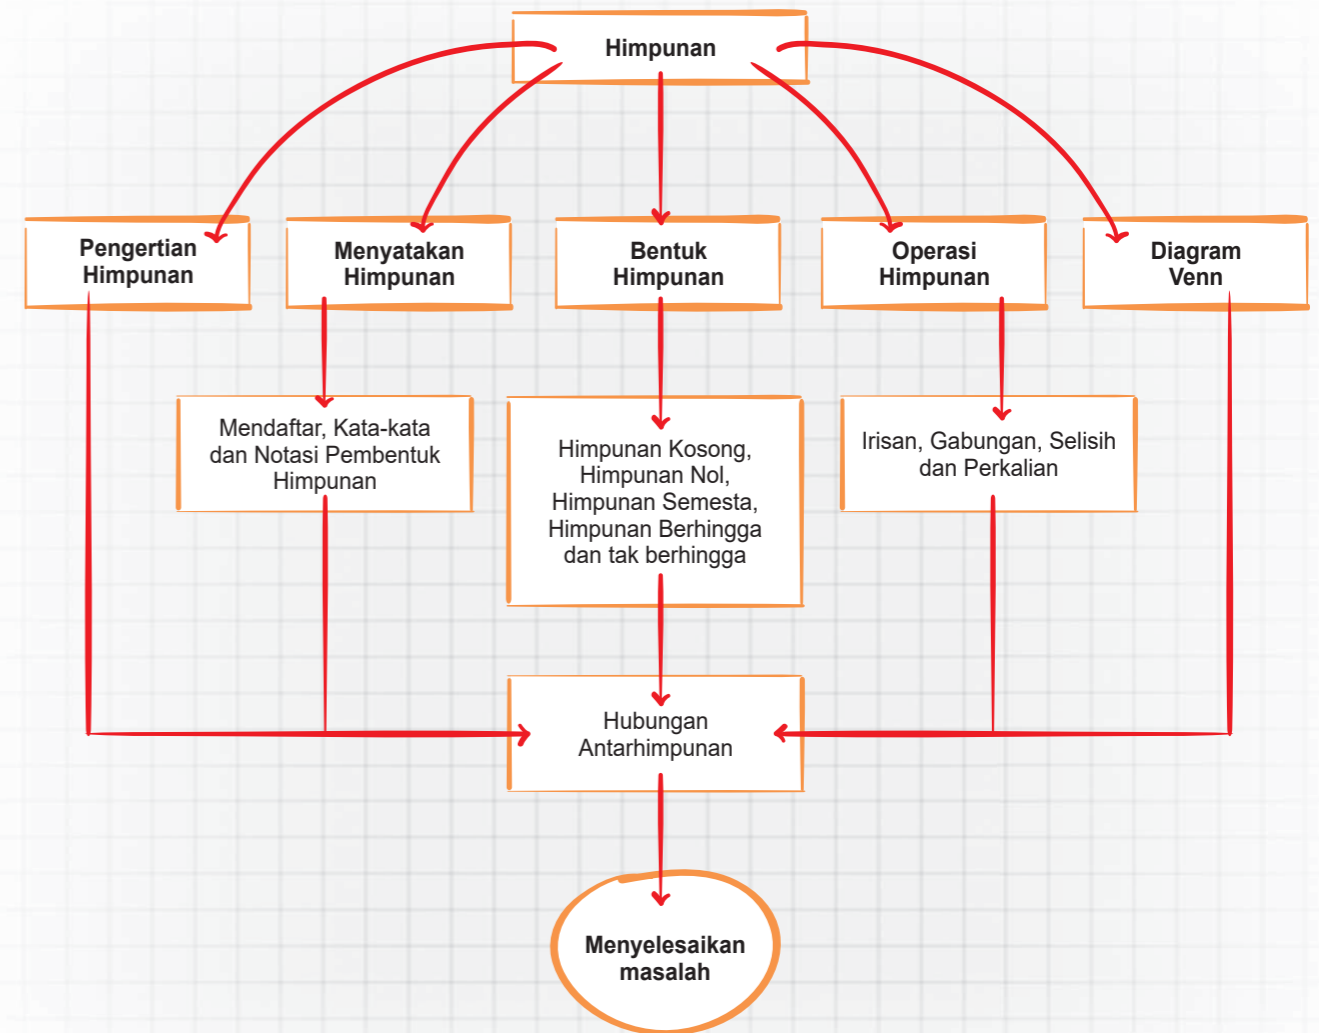 Himpunan
Pengertian
Himpunan
Menyatakan
Himpunan
Bentuk
Himpunan
Operasi
Himpunan
Diagram
Venn
Mendaftar, Kata-kata
dan Notasi Pembentuk
Himpunan
Himpunan Kosong,
Himpunan Nol,
Himpunan Semesta,
Himpunan Berhingga
dan tak berhingga
Irisan, Gabungan, Selisih
dan Perkalian
Hubungan
Antarhimpunan
Menyelesaikan
masalah